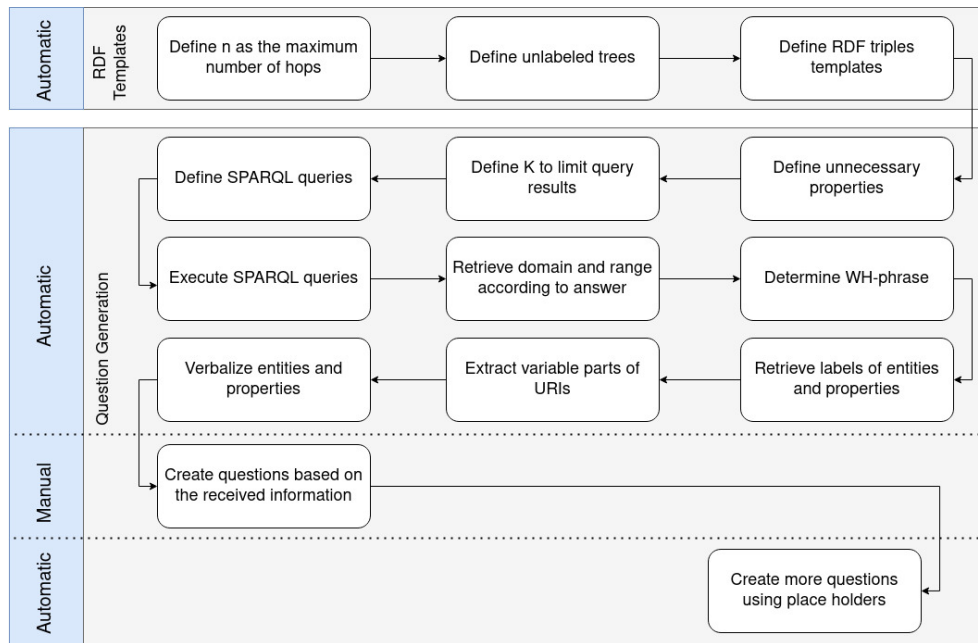 Automatic
RDF
Templates
Define n as the maximum
number of hops
Define unlabeled trees
Define RDF triples
templates
Automatic
Question Generation
Define SPARQL queries
Define K to limit query
results
Define unnecessary
properties
Execute SPARQL queries
Retrieve domain and range
according to answer
Determine WH-phrase
Verbalize entities and
properties
Extract variable parts of
URIs
Retrieve labels of entities
and properties
Manual
Create questions based on
the received information
Automatic
Create more questions
using place holders